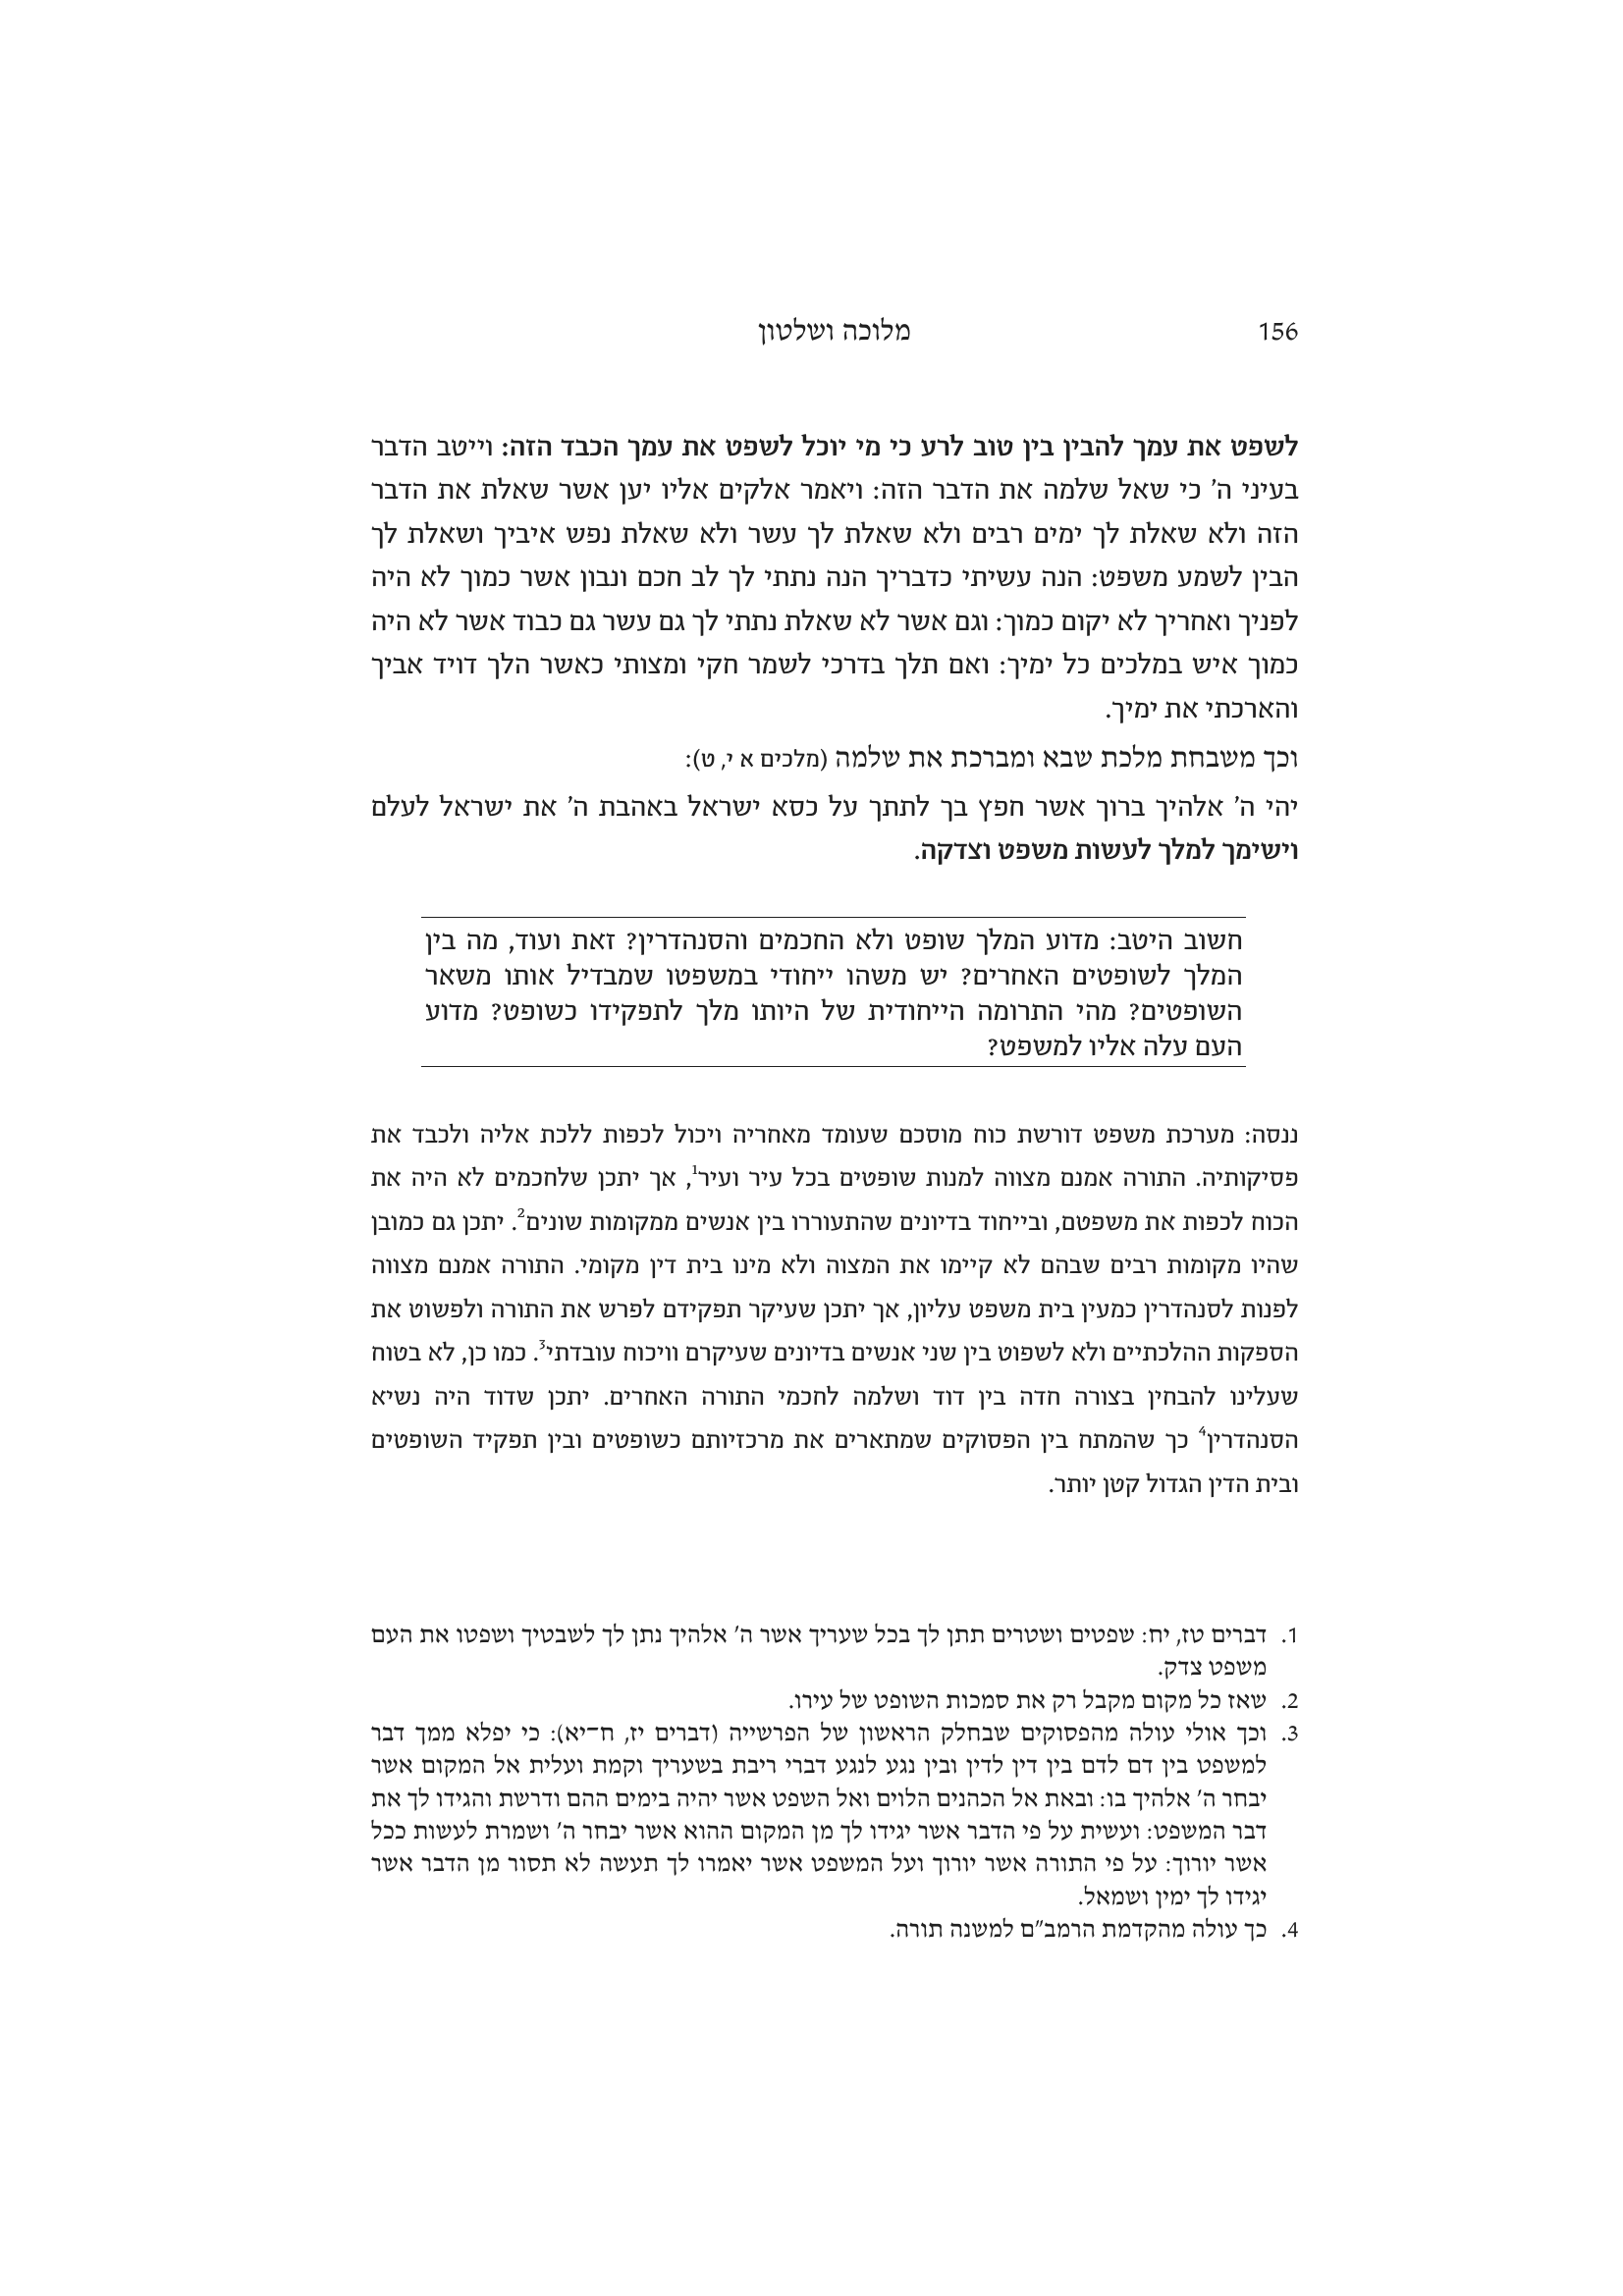 156 מלוכה ושלטון
לשפט את עמך להבין בין טוב לרע כי מי יוכל לשפט את עמך הכבד הזה: וייטב הדבר
בעיני ה' כי שאל שלמה את הדבר הזה: ויאמר אלקים אליו יען אשר שאלת את הדבר
הזה ולא שאלת לך ימים רבים ולא שאלת לך עשר ולא שאלת נפש איביך ושאלת לך
הבין לשמע משפט: הנה עשיתי כדבריך הנה נתתי לך לב חכם ונבון אשר כמוך לא היה
לפניך ואחריך לא יקום כמוך: וגם אשר לא שאלת נתתי לך גם עשר גם כבוד אשר לא היה
כמוך איש במלכים כל ימיך: ואם תלך בדרכי לשמר חקי ומצותי כאשר הלך דויד אביך
והארכתי את ימיך.
וכך משבחת מלכת שבא ומברכת את שלמה (מלכים א י, ט):
יהי ה' אלהיך ברוך אשר חפץ בך לתתך על כסא ישראל באהבת ה' את ישראל לעלם
וישימך למלך לעשות משפט וצדקה.
חשוב היטב: מדוע המלך שופט ולא החכמים והסנהדרין? זאת ועוד, מה בין
המלך לשופטים האחרים? יש משהו ייחודי במשפטו שמבדיל אותו משאר
השופטים? מהי התרומה הייחודית של היותו מלך לתפקידו כשופט? מדוע
העם עלה אליו למשפט?
ננסה: מערכת משפט דורשת כוח מוסכם שעומד מאחריה ויכול לכפות ללכת אליה ולכבד את
פסיקותיה. התורה אמנם מצווה למנות שופטים בכל עיר ועיר¹, אך יתכן שלחכמים לא היה את
הכוח לכפות את משפטם, ובייחוד בדיונים שהתעוררו בין אנשים ממקומות שונים². יתכן גם כמובן
שהיו מקומות רבים שבהם לא קיימו את המצוה ולא מינו בית דין מקומי. התורה אמנם מצווה
לפנות לסנהדרין כמעין בית משפט עליון, אך יתכן שעיקר תפקידם לפרש את התורה ולפשוט את
הספקות ההלכתיים ולא לשפוט בין שני אנשים בדיונים שעיקרם וויכוח עובדתי³. כמו כן, לא בטוח
שעלינו להבחין בצורה חדה בין דוד ושלמה לחכמי התורה האחרים. יתכן שדוד היה נשיא
הסנהדרין⁴ כך שהמתח בין הפסוקים שמתארים את מרכזיותם כשופטים ובין תפקיד השופטים
ובית הדין הגדול קטן יותר.
1. דברים טז, יח: שפטים ושטרים תתן לך בכל שעריך אשר ה' אלהיך נתן לך לשבטיך ושפטו את העם
משפט צדק.
2. שאז כל מקום מקבל רק את סמכות השופט של עירו.
3. וכך אולי עולה מהפסוקים שבחלק הראשון של הפרשייה (דברים יז, ח־יא): כי יפלא ממך דבר
למשפט בין דם לדם בין דין לדין ובין נגע לנגע דברי ריבת בשעריך וקמת ועלית אל המקום אשר
יבחר ה' אלהיך בו: ובאת אל הכהנים הלוים ואל השפט אשר יהיה בימים ההם ודרשת והגידו לך את
דבר המשפט: ועשית על פי הדבר אשר יגידו לך מן המקום ההוא אשר יבחר ה' ושמרת לעשות ככל
אשר יורוך: על פי התורה אשר יורוך ועל המשפט אשר יאמרו לך תעשה לא תסור מן הדבר אשר
יגידו לך ימין ושמאל.
4. כך עולה מהקדמת הרמב"ם למשנה תורה.